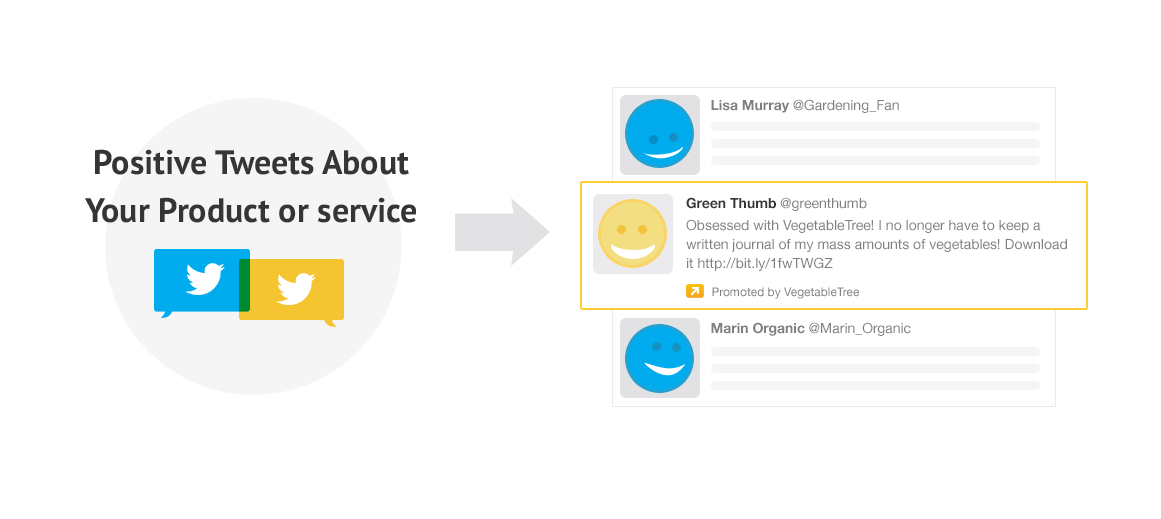 Positive Tweets About
Your Product or service
Lisa Murray @Gardening_Fan
Green Thumb @greenthumb
Obsessed with VegetableTree! I no longer have to keep a
written journal of my mass amounts of vegetables! Download
it http://bit.ly/1fwTWGZ
Promoted by VegetableTree
Marin Organic @Marin_Organic